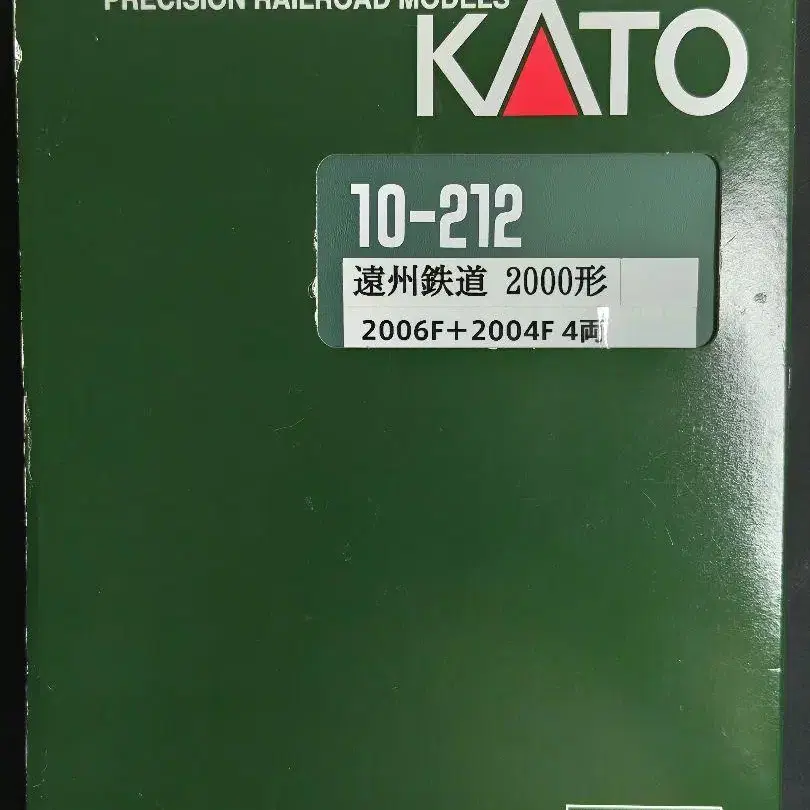 PRECISION RAILROAD MODELS
KATO
10-212
遠州鉄道 2000形
2006F+2004F 4両